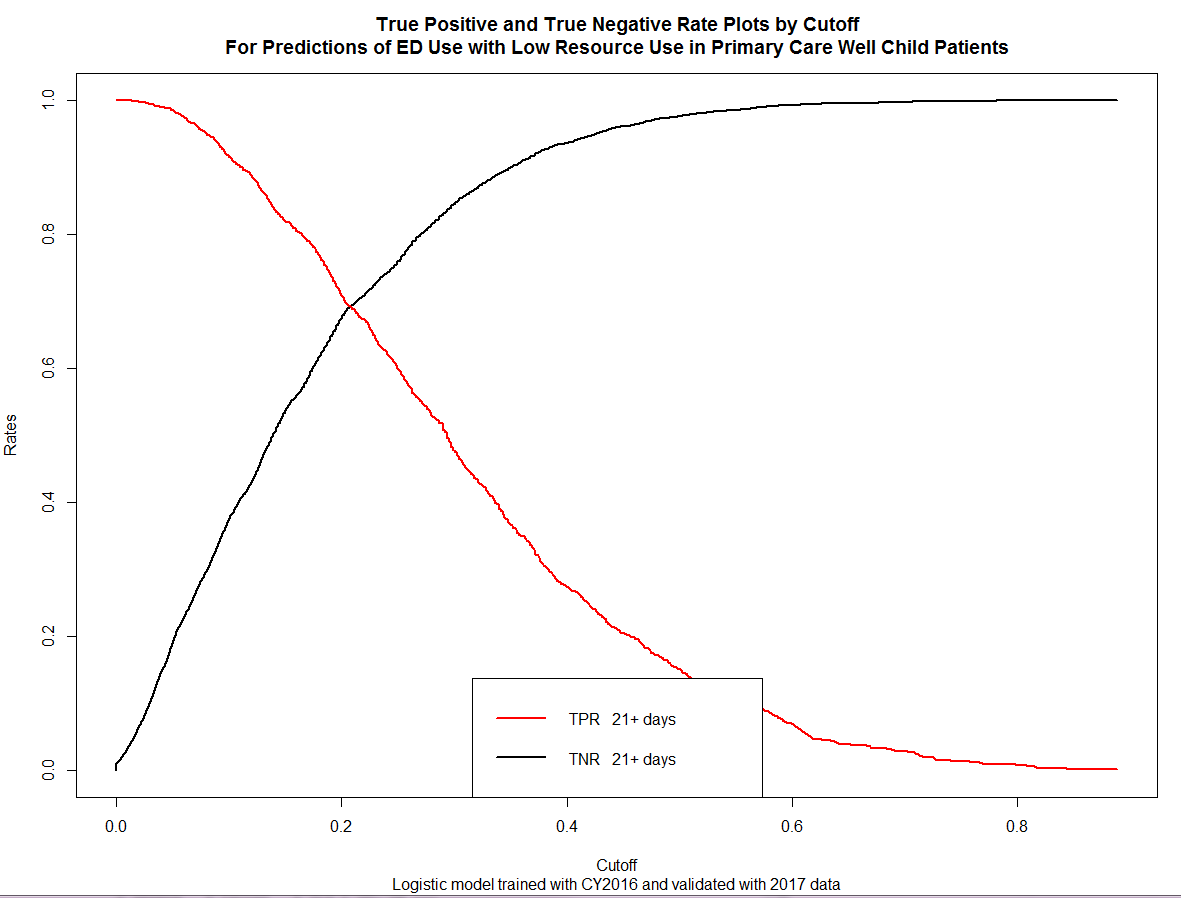 True Positive and True Negative Rate Plots by Cutoff
For Predictions of ED Use with Low Resource Use in Primary Care Well Child Patients
1.0
0.8
0.6
0.4
0.2
0.0
Rates
TPR 21+ days
TNR 21+ days
0.0 0.2 0.4 0.6 0.8
Cutoff
Logistic model trained with CY2016 and validated with 2017 data